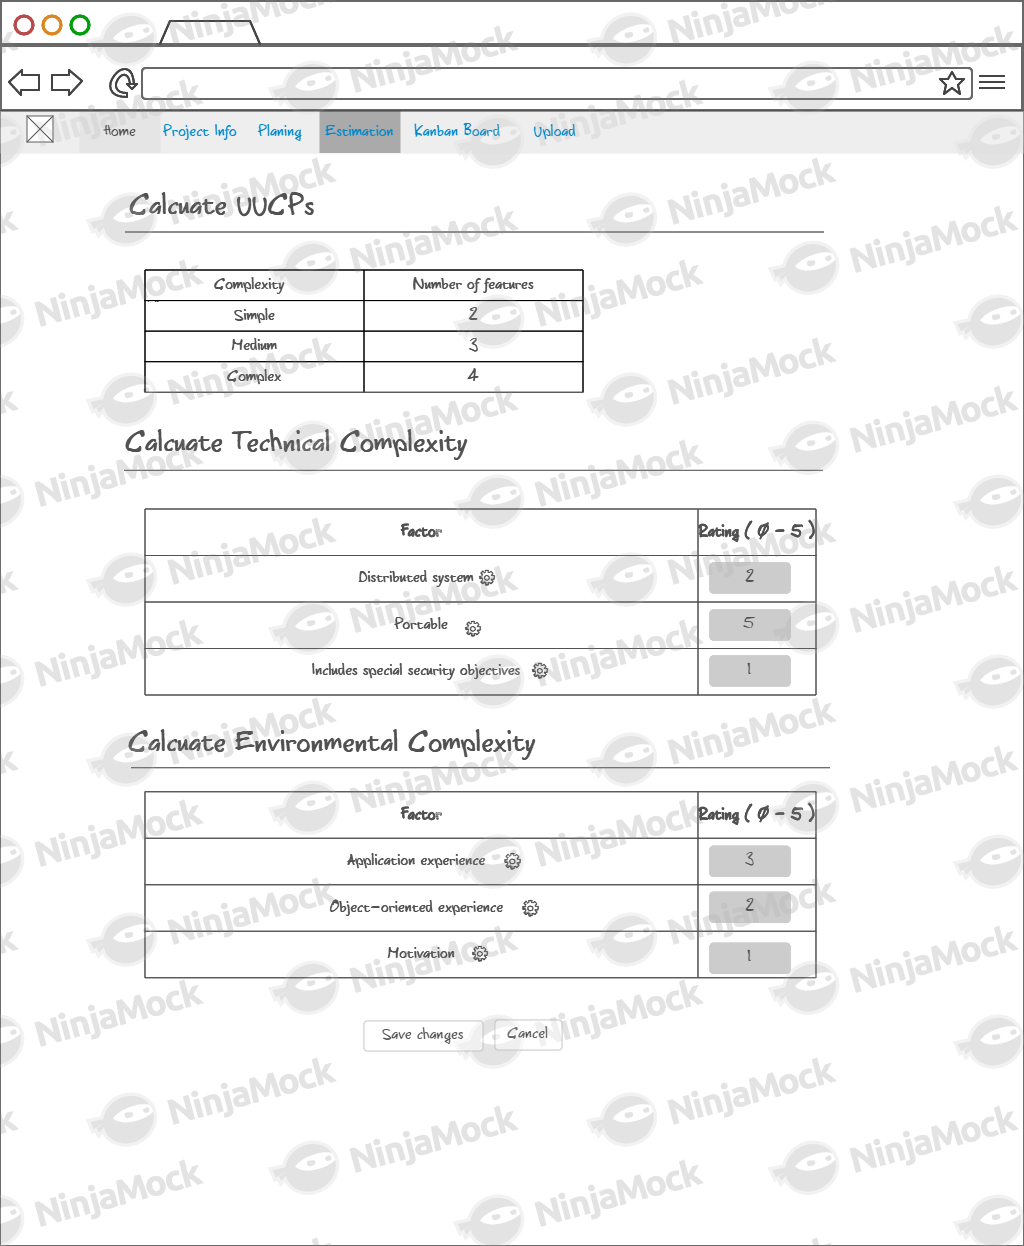 Home Project Info Planing Estimation Kanban Board Upload
Calcuate UUCPs
Complexity Number of features
Simple 2
Medium 3
Complex 4
Calcuate Technical Complexity
Factor Rating ( 0 - 5 )
Distributed system 2
Portable 5
Includes special security objectives 1
Calcuate Environmental Complexity
Factor Rating ( 0 - 5 )
Application experience 3
Object-oriented experience 2
Motivation 1
Save changes Cancel
NinjaMock